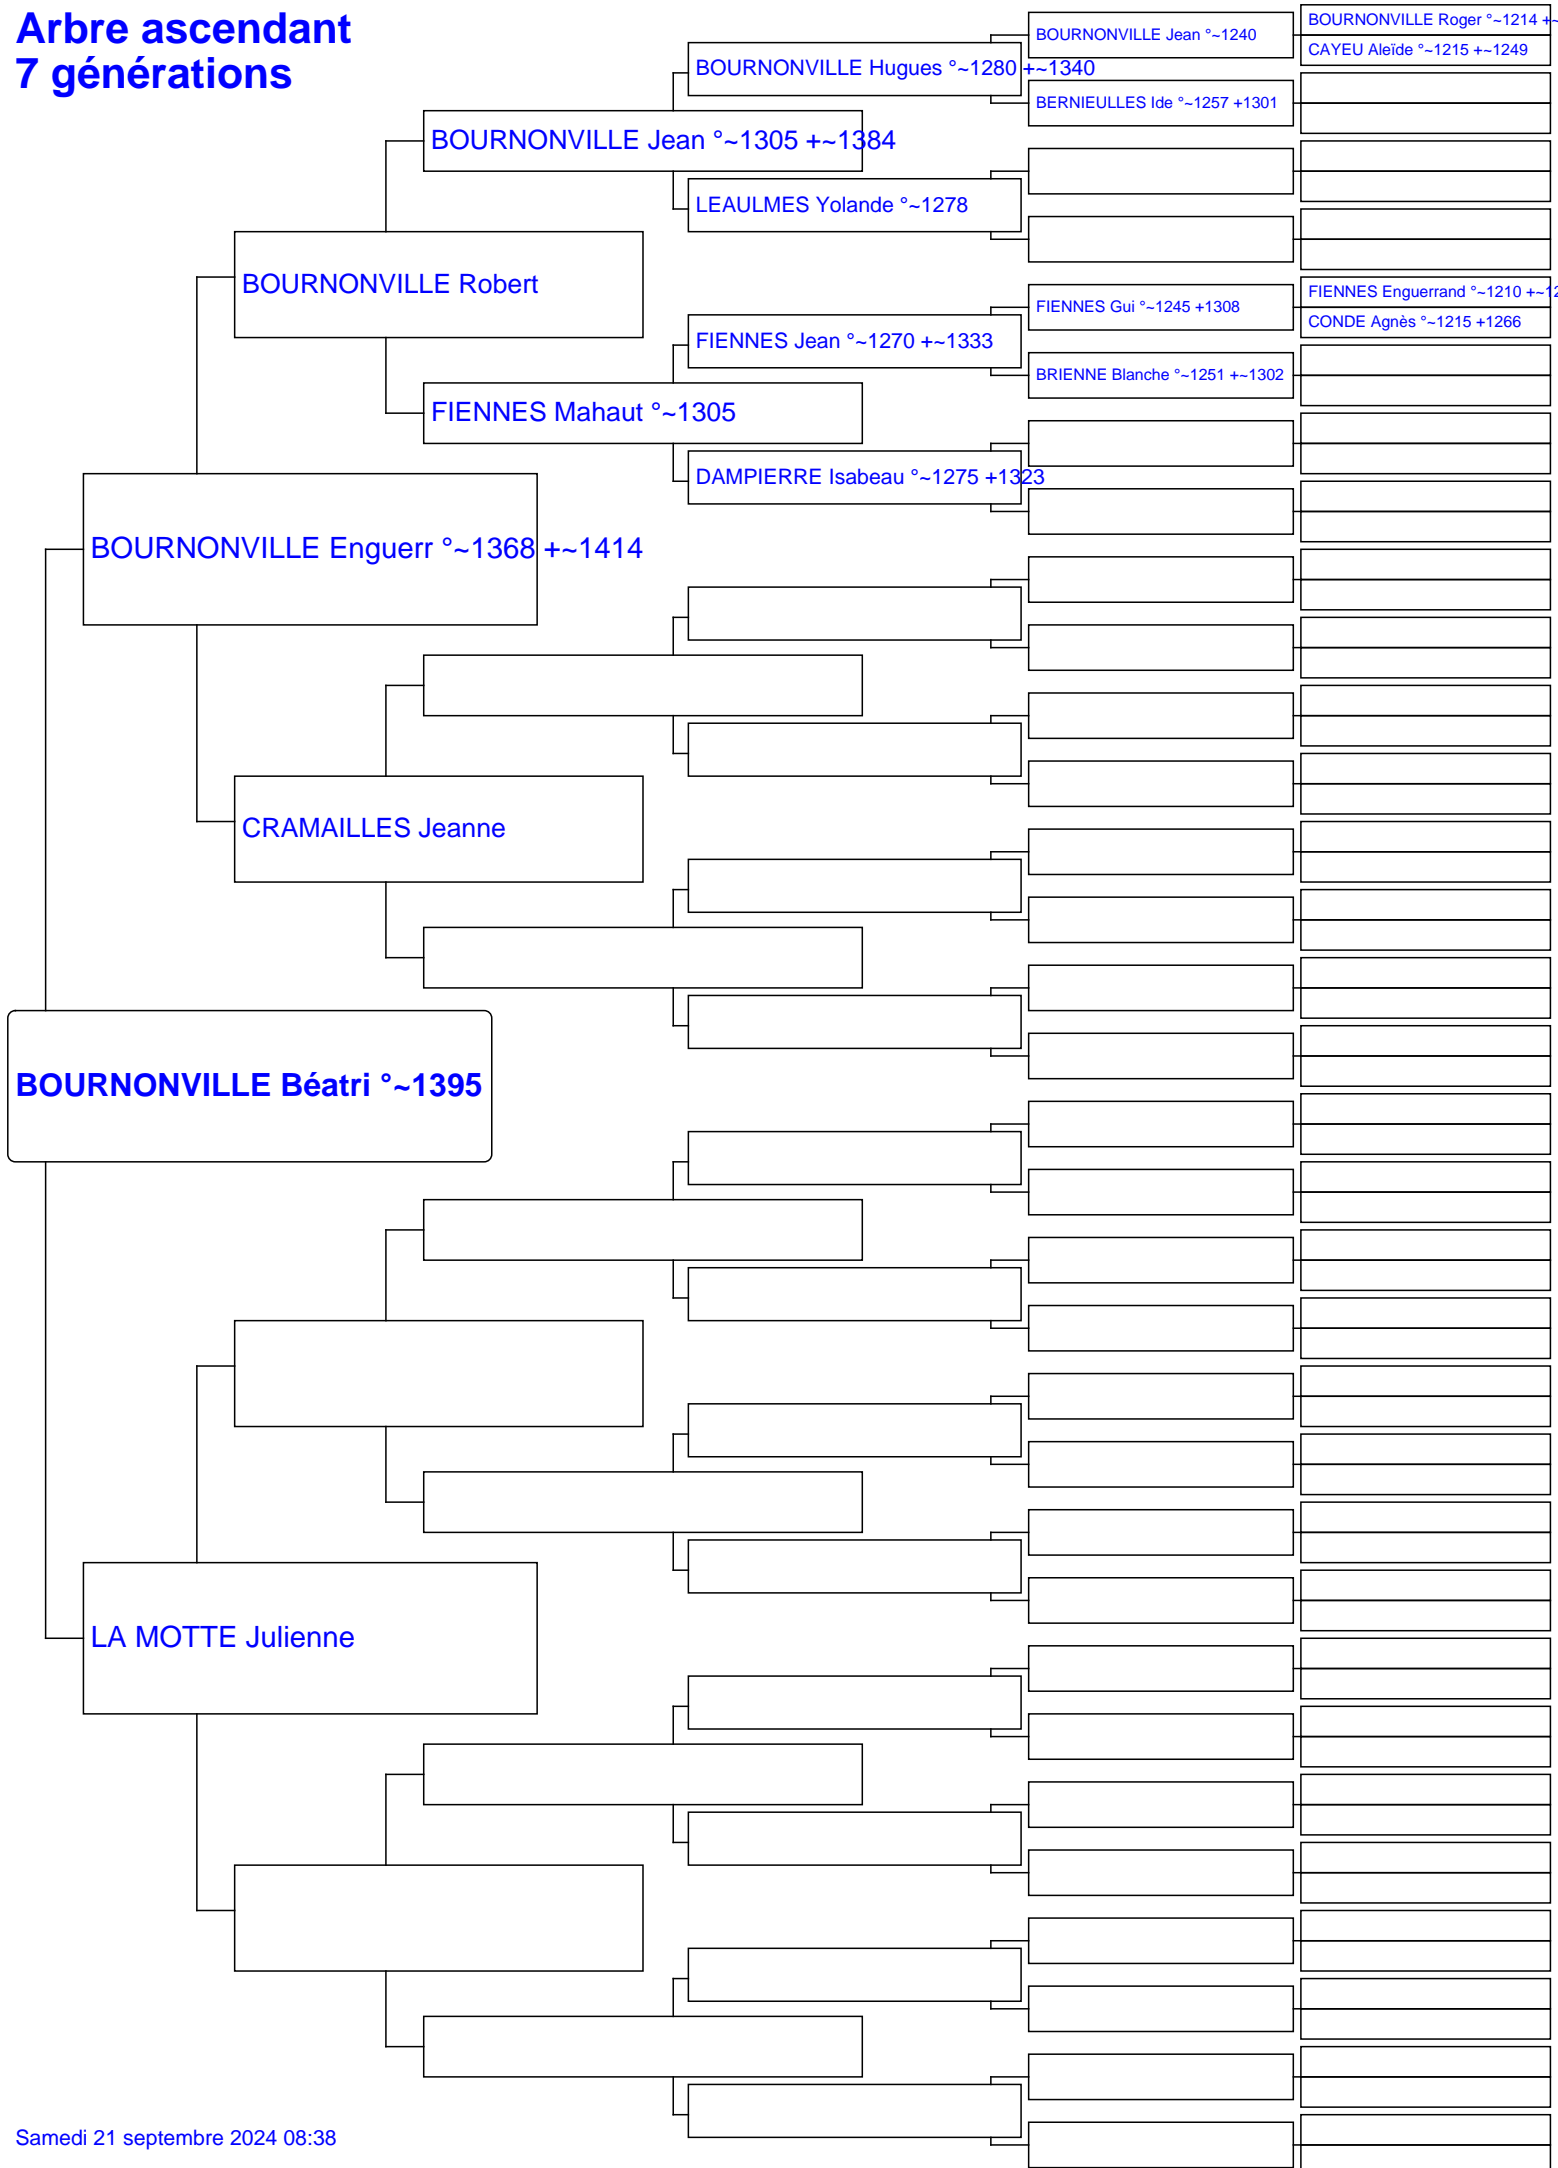 Arbre ascendant
7 générations
BOURNONVILLE Roger °~1214 +~
BOURNONVILLE Jean °~1240
CAYEU Aleïde °~1215 +~1249
BOURNONVILLE Hugues °~1280 +~1340
BERNIEULLES Ide °~1257 +1301
BOURNONVILLE Jean °~1305 +~1384
LEAULMES Yolande °~1278
BOURNONVILLE Robert
FIENNES Enguerrand °~1210 +~12
FIENNES Gui °~1245 +1308
CONDE Agnès °~1215 +1266
FIENNES Jean °~1270 +~1333
BRIENNE Blanche °~1251 +~1302
FIENNES Mahaut °~1305
DAMPIERRE Isabeau °~1275 +1323
BOURNONVILLE Enguerr °~1368 +~1414
CRAMAILLES Jeanne
BOURNONVILLE Béatri °~1395
LA MOTTE Julienne
Samedi 21 septembre 2024 08:38